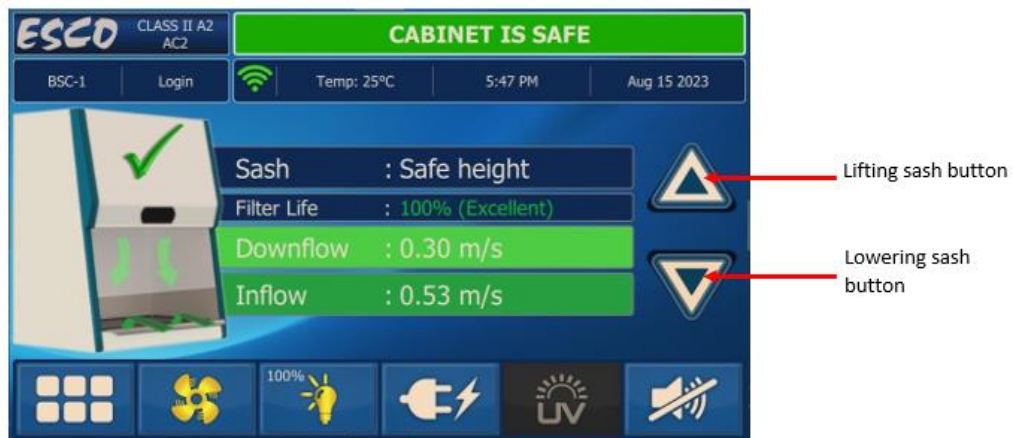 ESCO
CLASS II A2
AC2
CABINET IS SAFE
BSC-1
Login
Temp: 25°C
5:47 PM
Aug 15 2023
Sash : Safe height
Filter Life : 100% (Excellent)
Downflow : 0.30 m/s
Inflow : 0.53 m/s
Lifting sash button
Lowering sash
button
100%
UV